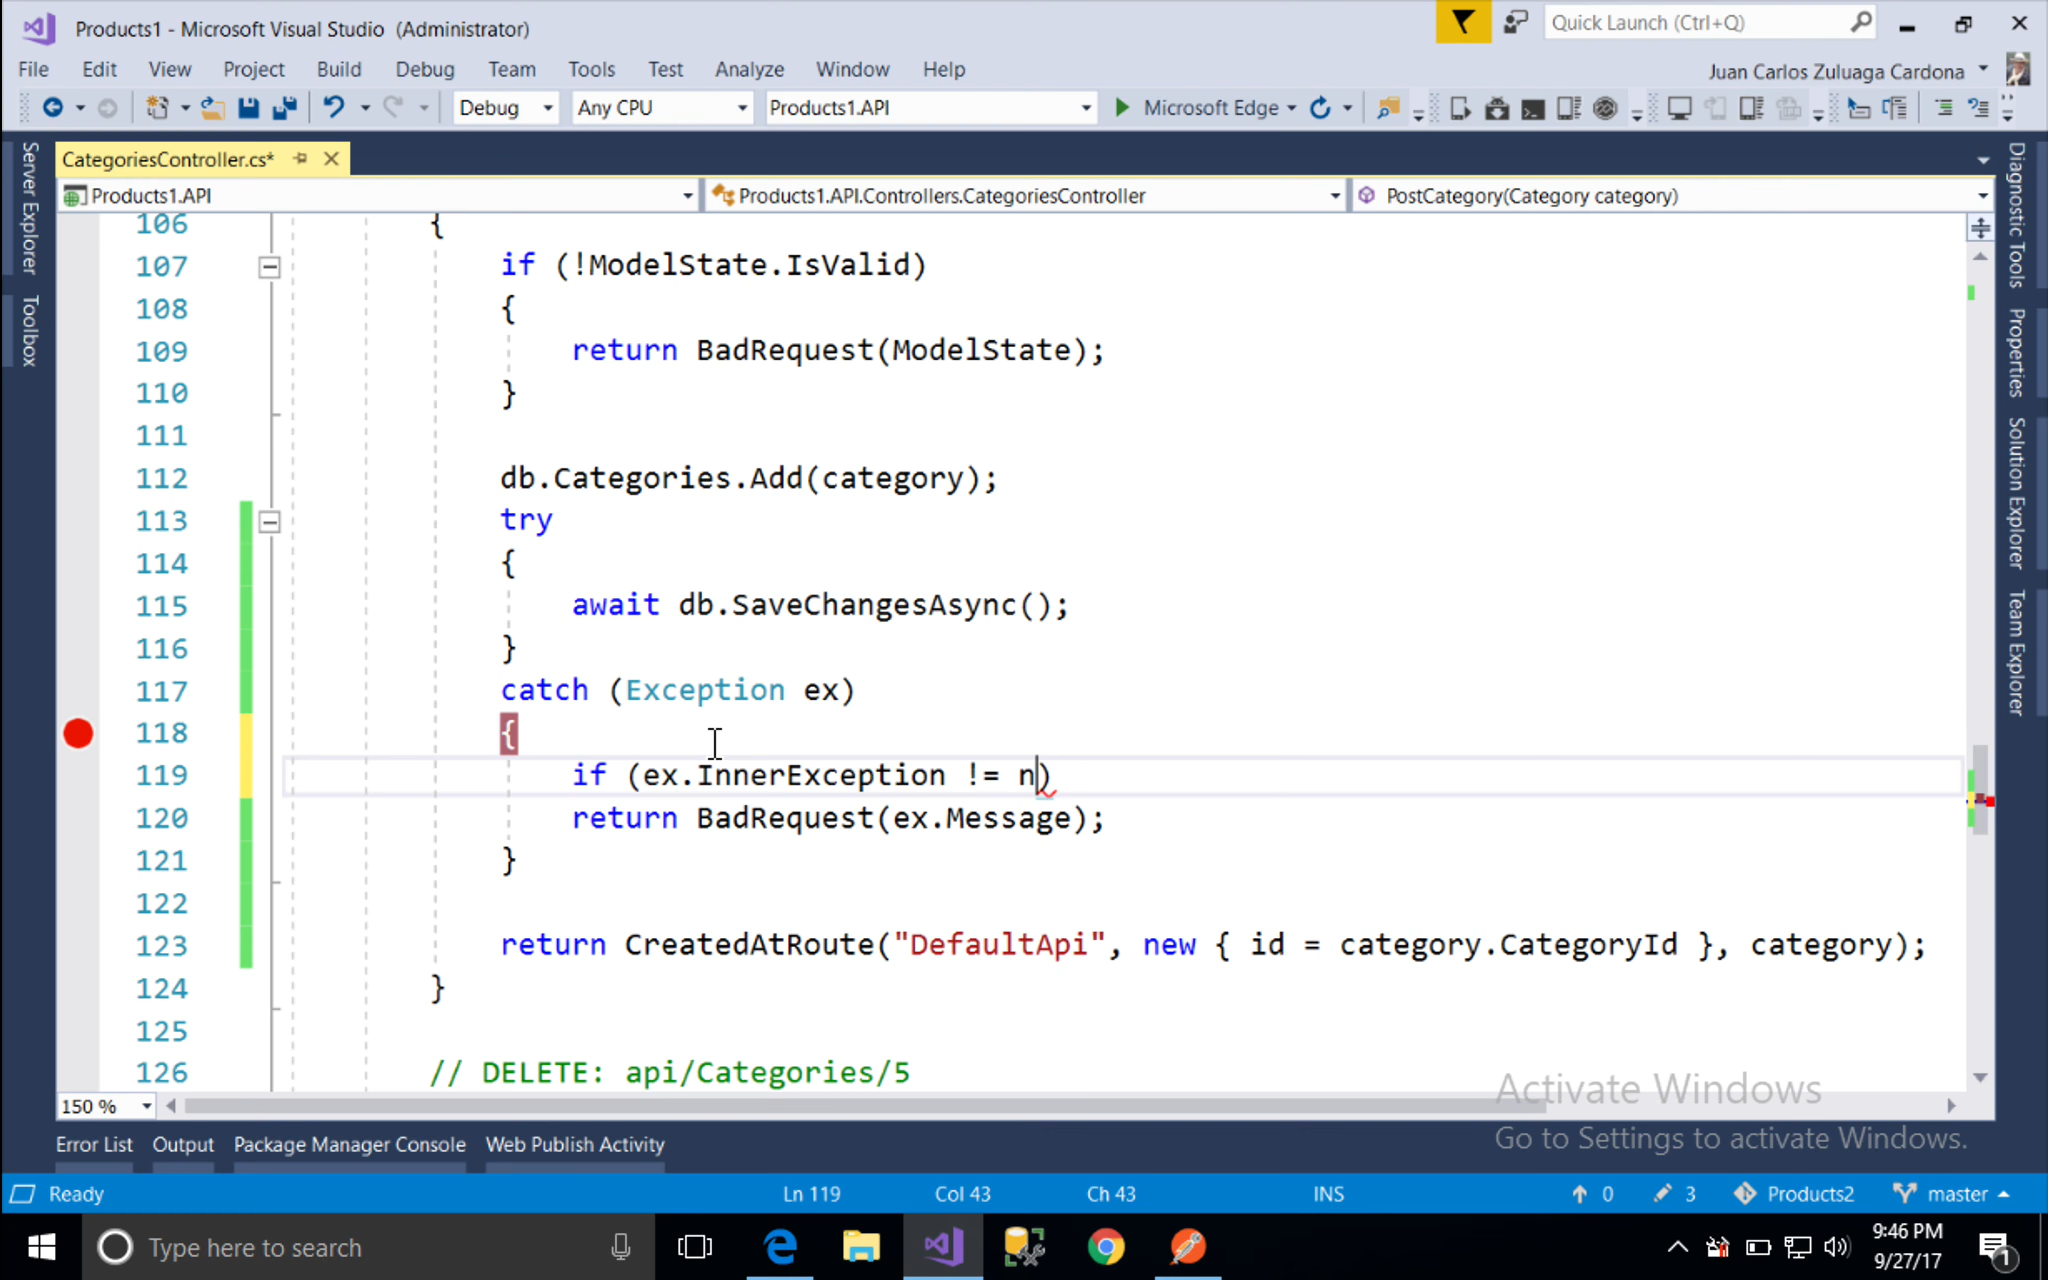 Products1 - Microsoft Visual Studio (Administrator)
Quick Launch (Ctrl+Q)
File Edit View Project Build Debug Team Tools Test Analyze Window Help
Juan Carlos Zuluaga Cardona
Debug Any CPU Products1.API Microsoft Edge
Server Explorer
Toolbox
CategoriesController.cs*
Products1.API Products1.API.Controllers.CategoriesController PostCategory(Category category)
106 {
107 if (!ModelState.IsValid)
108 {
109 return BadRequest(ModelState);
110 }
111
112 db.Categories.Add(category);
113 try
114 {
115 await db.SaveChangesAsync();
116 }
117 catch (Exception ex)
118 {
119 if (ex.InnerException != n)
120 return BadRequest(ex.Message);
121 }
122
123 return CreatedAtRoute("DefaultApi", new { id = category.CategoryId }, category);
124 }
125
126 // DELETE: api/Categories/5
Diagnostic Tools
Properties
Solution Explorer
Team Explorer
Activate Windows
Go to Settings to activate Windows.
150 %
Error List Output Package Manager Console Web Publish Activity
Ready Ln 119 Col 43 Ch 43 INS 0 3 Products2 master
Type here to search
9:46 PM
9/27/17
1